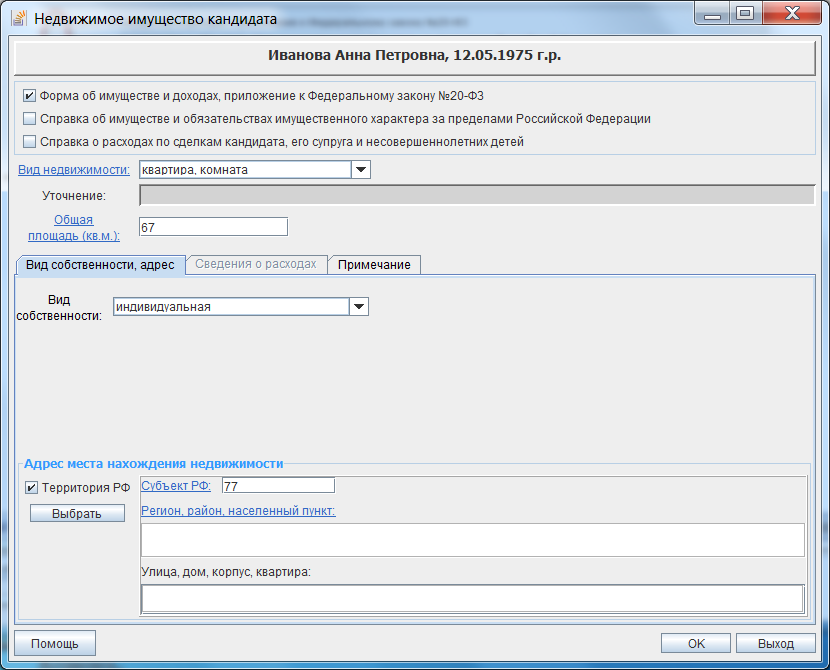 Недвижимое имущество кандидата
Иванова Анна Петровна, 12.05.1975 г.р.
Форма об имуществе и доходах, приложение к Федеральному закону №20-ФЗ
Справка об имуществе и обязательствах имущественного характера за пределами Российской Федерации
Справка о расходах по сделкам кандидата, его супруга и несовершеннолетних детей
Вид недвижимости: квартира, комната
Уточнение:
Общая
площадь (кв.м.): 67
Вид собственности, адрес Сведения о расходах Примечание
Вид
собственности: индивидуальная
Адрес места нахождения недвижимости
Территория РФ Субъект РФ: 77
Выбрать Регион, район, населенный пункт:
Улица, дом, корпус, квартира:
Помощь OK Выход